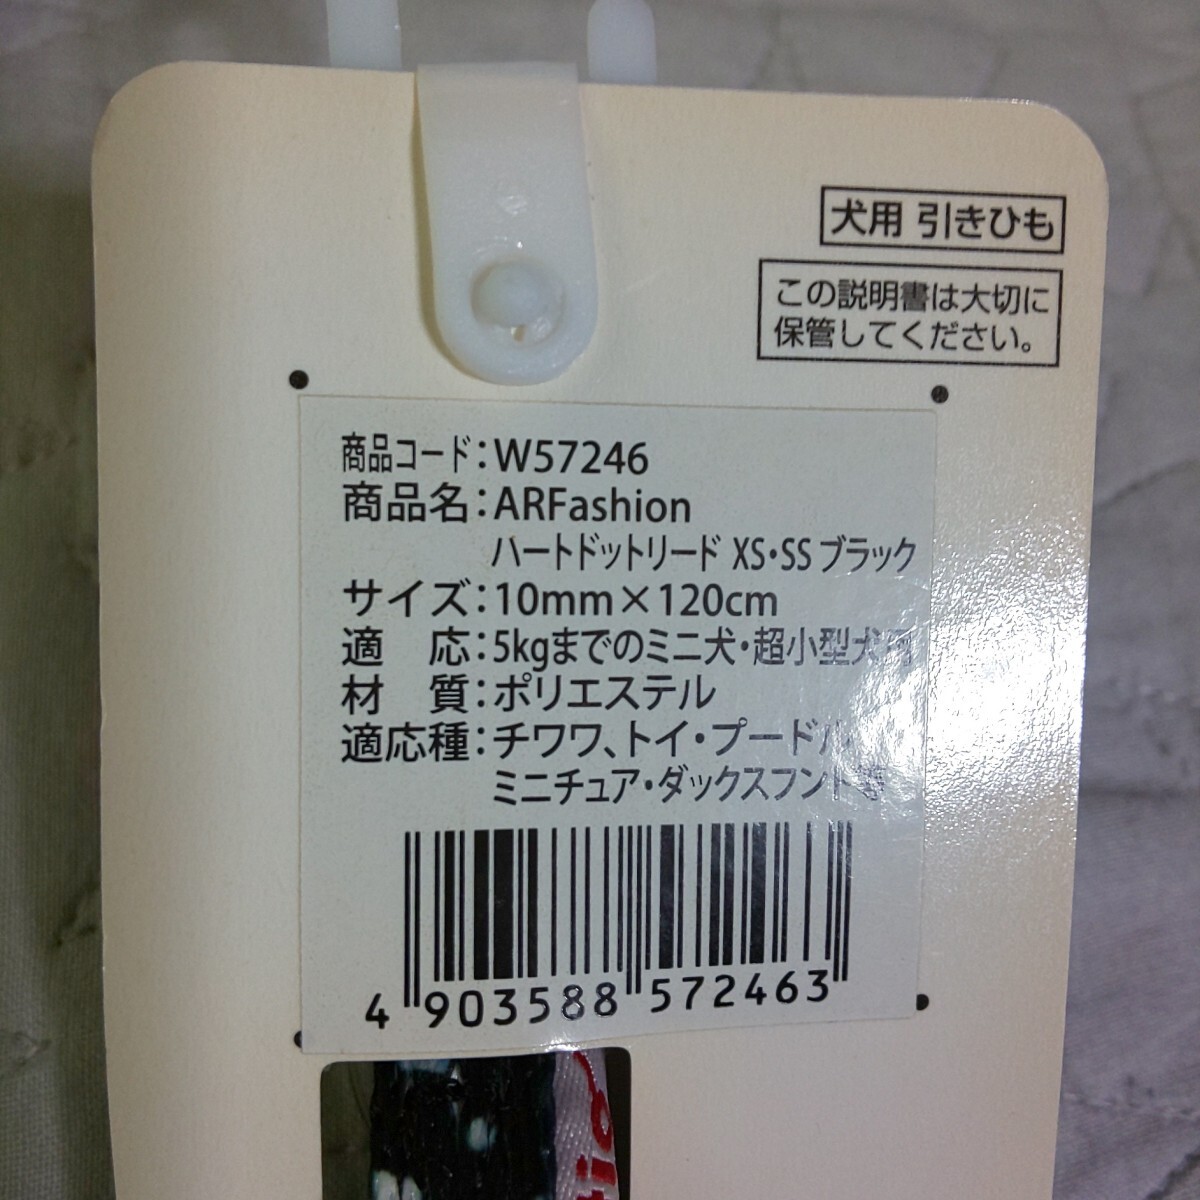 犬用 引きひも
この説明書は大切に
保管してください。
商品コード：W57246
商品名：ARFashion
ハートドットリード XS・SS ブラック
サイズ：10mm×120cm
適　応：5kgまでのミニ犬・超小型犬用
材　質：ポリエステル
適応種：チワワ、トイ・プードル、
ミニチュア・ダックスフンド等
4 903588 572463